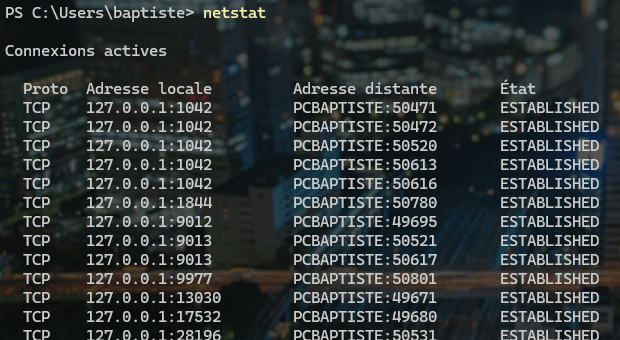 PS C:\Users\baptiste> netstat
Connexions actives
Proto  Adresse locale         Adresse distante       État
TCP    127.0.0.1:1042         PCBAPTISTE:50471       ESTABLISHED
TCP    127.0.0.1:1042         PCBAPTISTE:50472       ESTABLISHED
TCP    127.0.0.1:1042         PCBAPTISTE:50520       ESTABLISHED
TCP    127.0.0.1:1042         PCBAPTISTE:50613       ESTABLISHED
TCP    127.0.0.1:1042         PCBAPTISTE:50616       ESTABLISHED
TCP    127.0.0.1:1844         PCBAPTISTE:50780       ESTABLISHED
TCP    127.0.0.1:9012         PCBAPTISTE:49695       ESTABLISHED
TCP    127.0.0.1:9013         PCBAPTISTE:50521       ESTABLISHED
TCP    127.0.0.1:9013         PCBAPTISTE:50617       ESTABLISHED
TCP    127.0.0.1:9977         PCBAPTISTE:50801       ESTABLISHED
TCP    127.0.0.1:13030        PCBAPTISTE:49671       ESTABLISHED
TCP    127.0.0.1:17532        PCBAPTISTE:49680       ESTABLISHED
TCP    127.0.0.1:28196        PCBAPTISTE:50531       ESTABLISHED